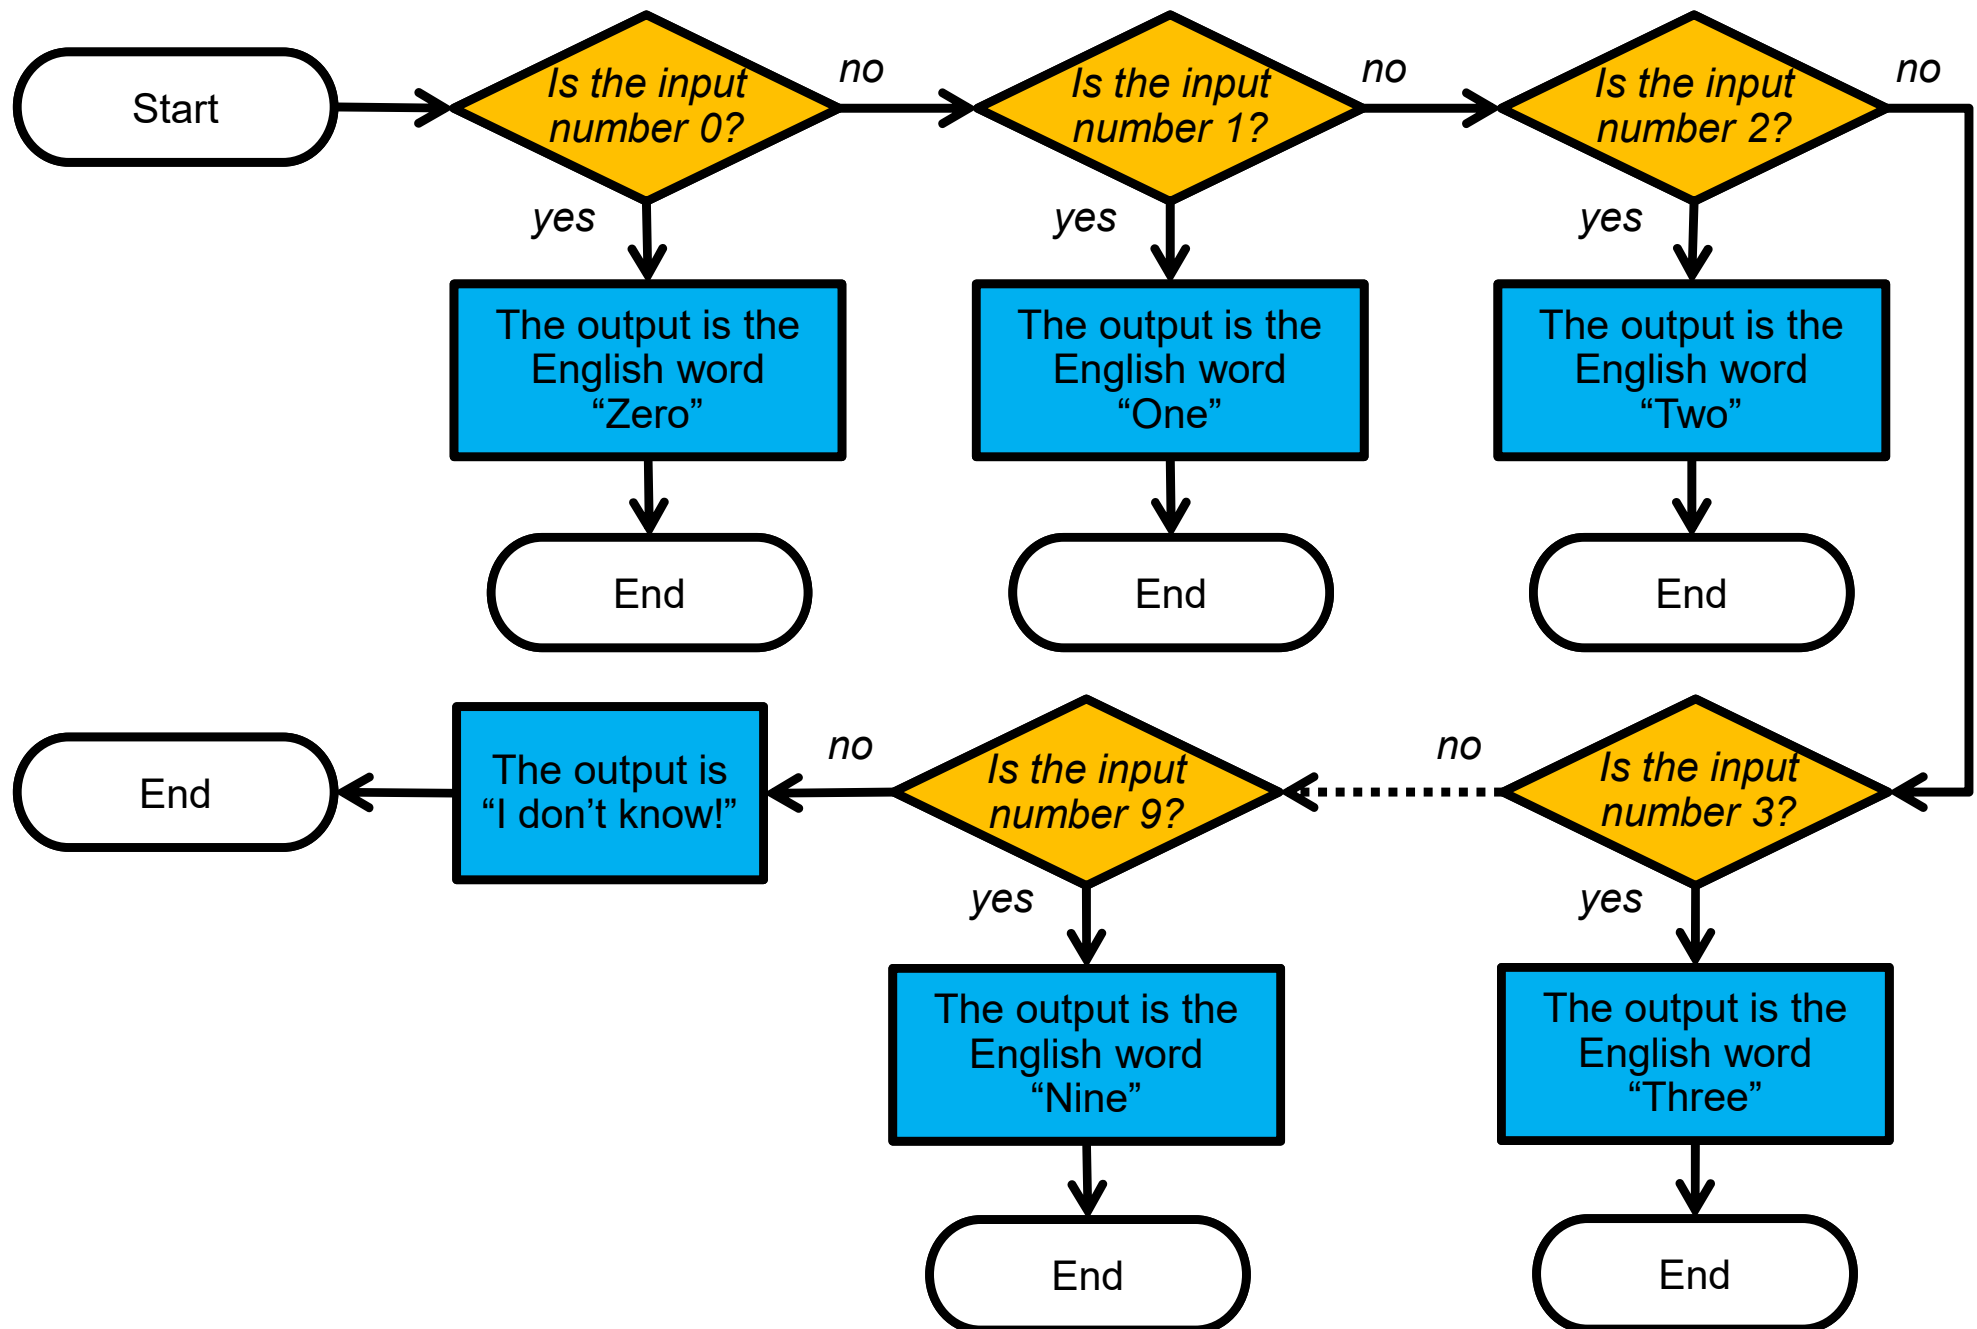 Start
Is the input
number 0?
no
Is the input
number 1?
no
Is the input
number 2?
no
yes
yes
yes
The output is the
English word
“Zero”
The output is the
English word
“One”
The output is the
English word
“Two”
End
End
End
Is the input
number 3?
no
Is the input
number 9?
no
The output is
“I don’t know!”
End
yes
yes
The output is the
English word
“Nine”
The output is the
English word
“Three”
End
End